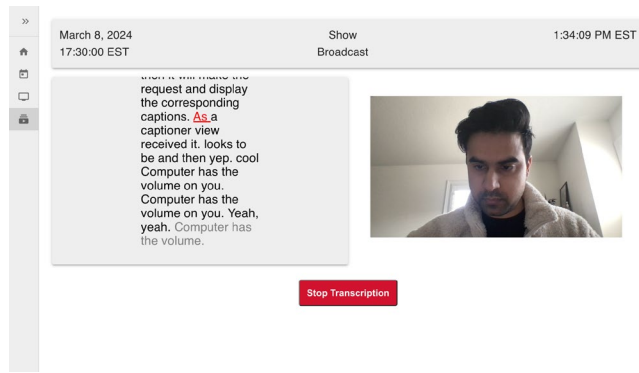 »
March 8, 2024
17:30:00 EST
Show
Broadcast
1:34:09 PM EST
then it will make the
request and display
the corresponding
captions. As a
captioner view
received it. looks to
be and then yep. cool
Computer has the
volume on you.
Computer has the
volume on you. Yeah,
yeah. Computer has
the volume.
Stop Transcription